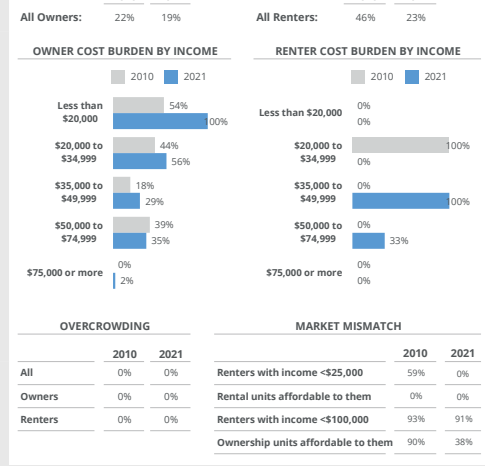 All Owners: 22% 19%
All Renters: 46% 23%
OWNER COST BURDEN BY INCOME
2010 2021
Less than
$20,000
54%
100%
$20,000 to
$34,999
44%
56%
$35,000 to
$49,999
18%
29%
$50,000 to
$74,999
39%
35%
$75,000 or more
0%
2%
RENTER COST BURDEN BY INCOME
2010 2021
Less than $20,000
0%
0%
$20,000 to
$34,999
100%
0%
$35,000 to
$49,999
0%
100%
$50,000 to
$74,999
0%
33%
$75,000 or more
0%
0%
OVERCROWDING
2010 2021
All 0% 0%
Owners 0% 0%
Renters 0% 0%
MARKET MISMATCH
2010 2021
Renters with income <$25,000 59% 0%
Rental units affordable to them 0% 0%
Renters with income <$100,000 93% 91%
Ownership units affordable to them 90% 38%